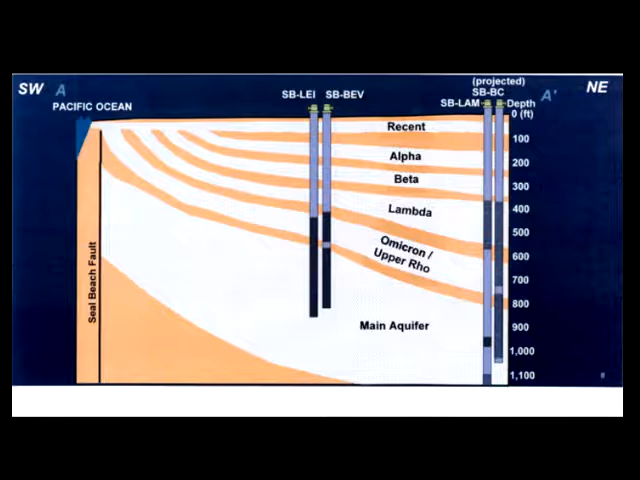 SW A
PACIFIC OCEAN
SB-LEI SB-BEV
(projected)
SB-BC
SB-LAM
Depth
A'
NE
0 (ft)
Recent
100
Alpha
200
Beta
300
Lambda
400
500
Omicron /
Upper Rho
600
700
800
Main Aquifer
900
1,000
1,100
Seal Beach Fault